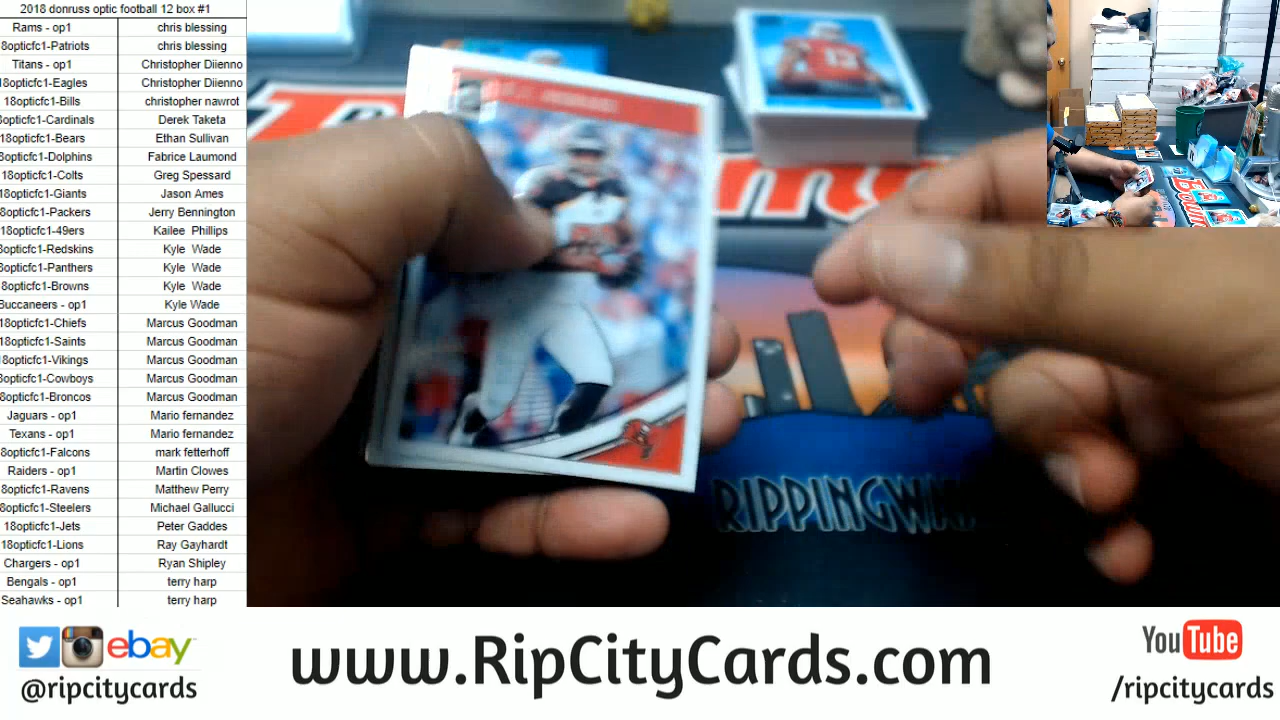 2018 donruss optic football 12 box #1
Rams - op1 chris blessing
8opticfc1-Patriots chris blessing
Titans - op1 Christopher Diienno
18opticfc1-Eagles Christopher Diienno
18opticfc1-Bills christopher nawrot
8opticfc1-Cardinals Derek Taketa
18opticfc1-Bears Ethan Sullivan
8opticfc1-Dolphins Fabrice Laumond
18opticfc1-Colts Greg Spessard
18opticfc1-Giants Jason Ames
8opticfc1-Packers Jerry Bennington
18opticfc1-49ers Kailee Phillips
8opticfc1-Redskins Kyle Wade
8opticfc1-Panthers Kyle Wade
8opticfc1-Browns Kyle Wade
Buccaneers - op1 Kyle Wade
18opticfc1-Chiefs Marcus Goodman
18opticfc1-Saints Marcus Goodman
18opticfc1-Vikings Marcus Goodman
8opticfc1-Cowboys Marcus Goodman
18opticfc1-Broncos Marcus Goodman
Jaguars - op1 Mario fernandez
Texans - op1 Mario fernandez
8opticfc1-Falcons mark fetterhoff
Raiders - op1 Martin Clowes
8opticfc1-Ravens Matthew Perry
8opticfc1-Steelers Michael Gallucci
18opticfc1-Jets Peter Gaddes
18opticfc1-Lions Ray Gayhardt
Chargers - op1 Ryan Shipley
Bengals - op1 terry harp
Seahawks - op1 terry harp
13
ebay
@ripcitycards
www.RipCityCards.com
YouTube
/ripcitycards